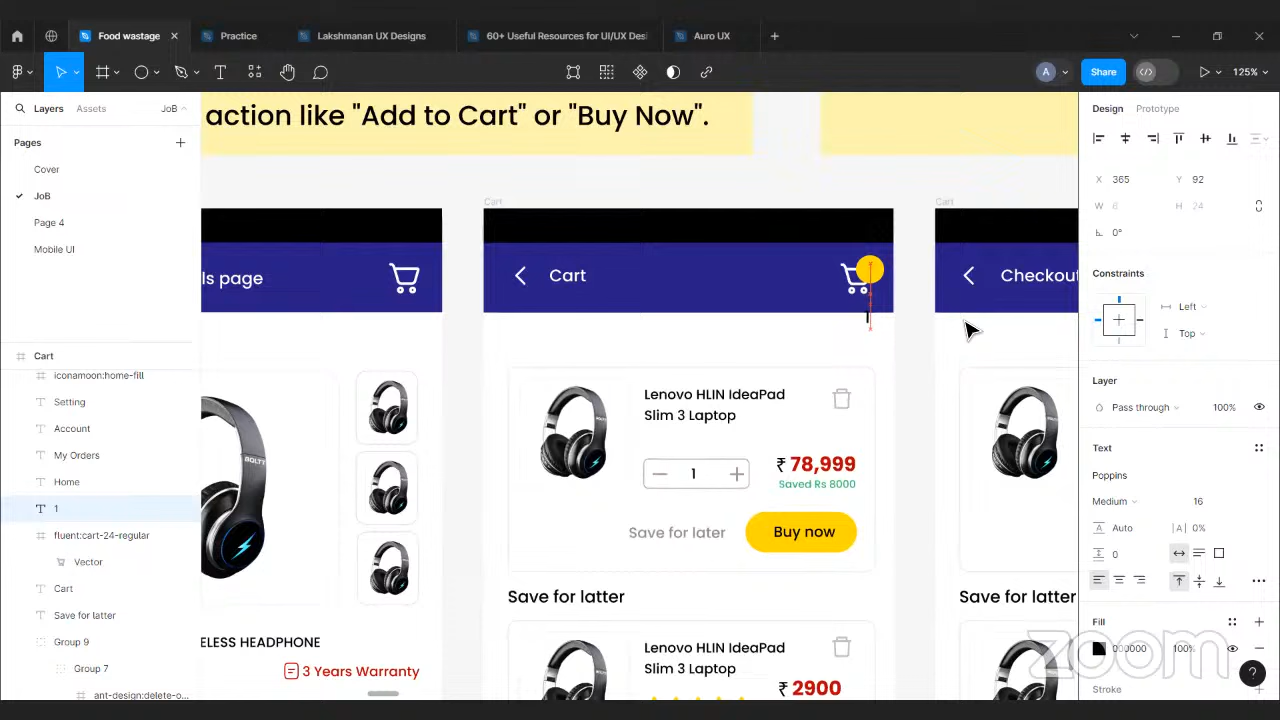 Food wastage
Practice
Lakshmanan UX Designs
60+ Useful Resources for UI/UX Desi
Auro UX
A
Share
125%
Layers
Assets
JoB
Pages
Cover
JoB
Page 4
Mobile UI
Cart
iconamoon:home-fill
Setting
Account
My Orders
Home
1
fluent:cart-24-regular
Vector
Cart
Save for latter
Group 9
Group 7
ant-design:delete-o...
action like "Add to Cart" or "Buy Now".
ls page
BOLTY
ELESS HEADPHONE
3 Years Warranty
Cart
Cart
1
Lenovo HLIN IdeaPad
Slim 3 Laptop
1
₹ 78,999
Saved Rs 8000
Save for later
Buy now
Save for latter
Lenovo HLIN IdeaPad
Slim 3 Laptop
₹ 2900
Cart
Checkout
Save for latter
Design
Prototype
X 365
Y 92
W 6
H 24
0°
Constraints
Left
Top
Layer
Pass through
100%
Text
Poppins
Medium
16
Auto
|A| 0%
0
Fill
000000
100%
Stroke
zoom
?